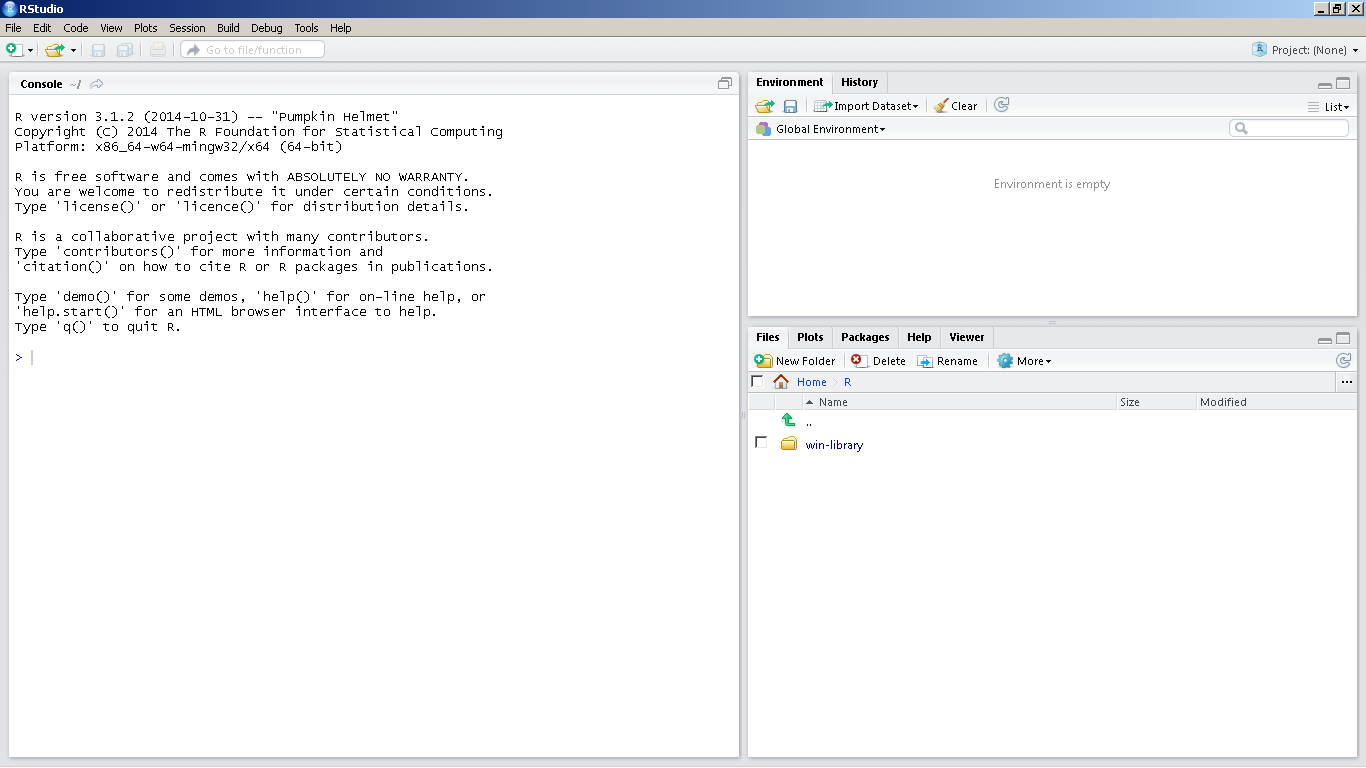 RStudio
File Edit Code View Plots Session Build Debug Tools Help
Go to file/function
Project: (None)
Console ~/
R version 3.1.2 (2014-10-31) -- "Pumpkin Helmet"
Copyright (C) 2014 The R Foundation for Statistical Computing
Platform: x86_64-w64-mingw32/x64 (64-bit)
R is free software and comes with ABSOLUTELY NO WARRANTY.
You are welcome to redistribute it under certain conditions.
Type 'license()' or 'licence()' for distribution details.
R is a collaborative project with many contributors.
Type 'contributors()' for more information and
'citation()' on how to cite R or R packages in publications.
Type 'demo()' for some demos, 'help()' for on-line help, or
'help.start()' for an HTML browser interface to help.
Type 'q()' to quit R.
>
Environment History
Import Dataset Clear List
Global Environment
Environment is empty
Files Plots Packages Help Viewer
New Folder Delete Rename More
Home R ...
Name Size Modified
..
win-library